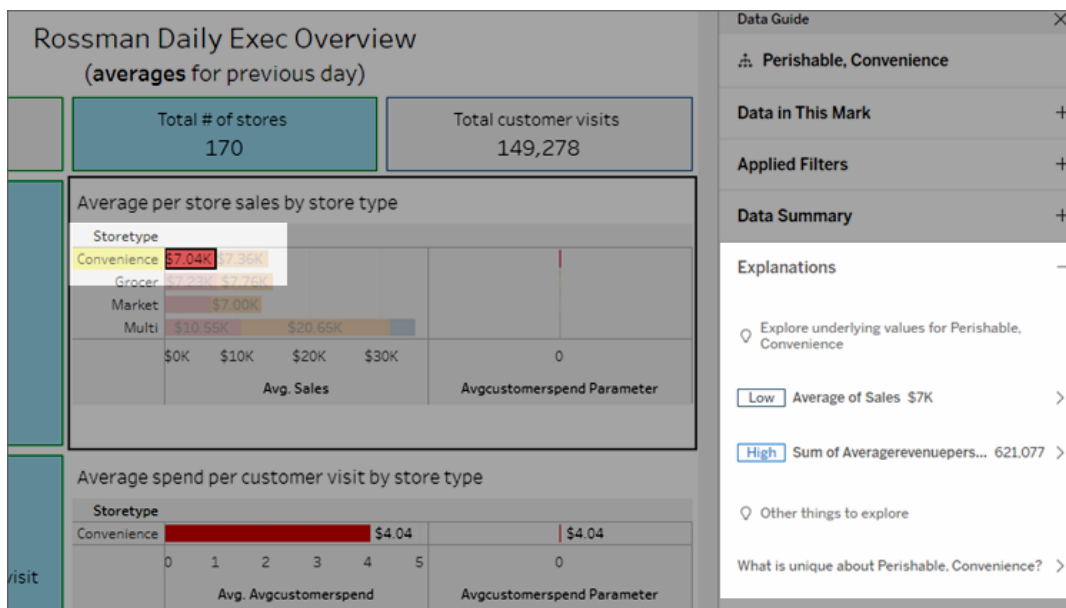 Rossman Daily Exec Overview
(averages for previous day)
Total # of stores
170
Total customer visits
149,278
Average per store sales by store type
Storetype
Convenience $7.04K $7.36K
Grocer $7.23K $7.76K
Market $7.00K
Multi $10.55K $20.65K
$0K $10K $20K $30K 0
Avg. Sales Avgcustomerspend Parameter
Average spend per customer visit by store type
Storetype
Convenience $4.04 $4.04
0 1 2 3 4 5 0
Avg. Avgcustomerspend Avgcustomerspend Parameter
visit
Data Guide
Perishable, Convenience
Data in This Mark
Applied Filters
Data Summary
Explanations
Explore underlying values for Perishable,
Convenience
Low Average of Sales $7K
High Sum of Averagerevenuepers... 621,077
Other things to explore
What is unique about Perishable, Convenience?